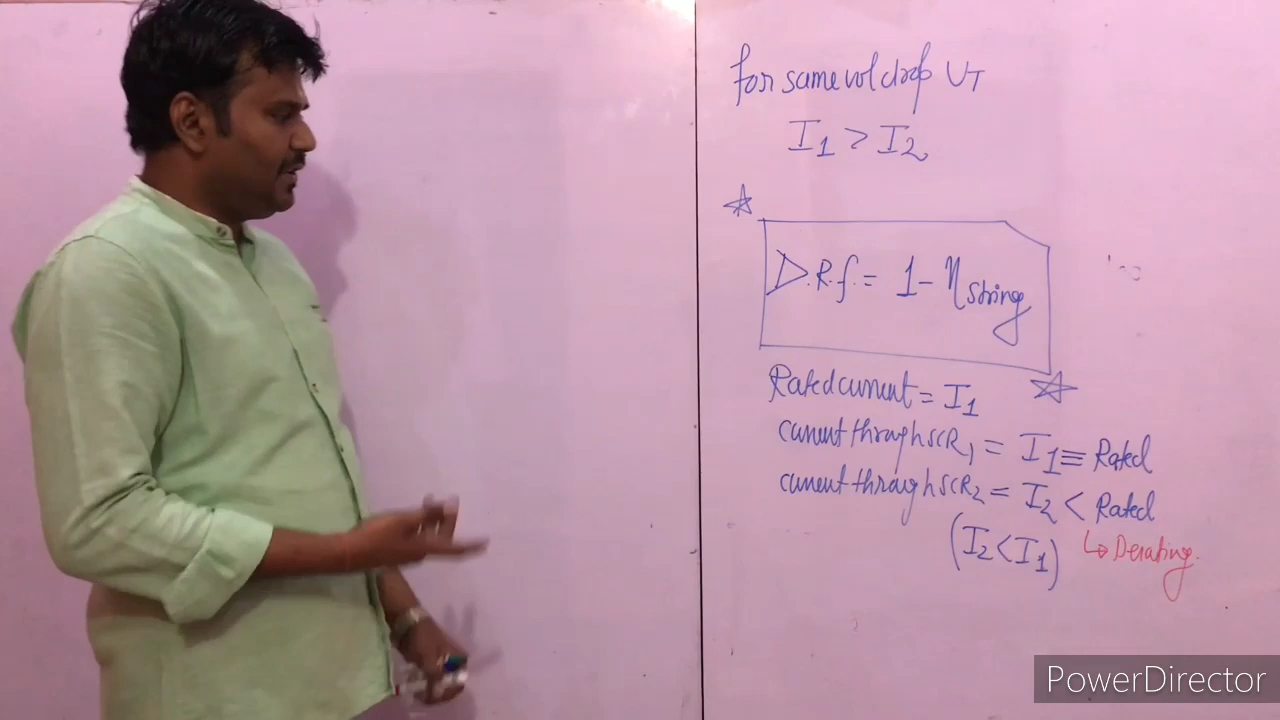 for same vol drop VT
I1 > I2
D.R.f. = 1 - η string
Rated current = I1
current through SCR1 = I1 ≡ Rated
current through SCR2 = I2 < Rated
(I2 < I1) ↳ Derating.
PowerDirector